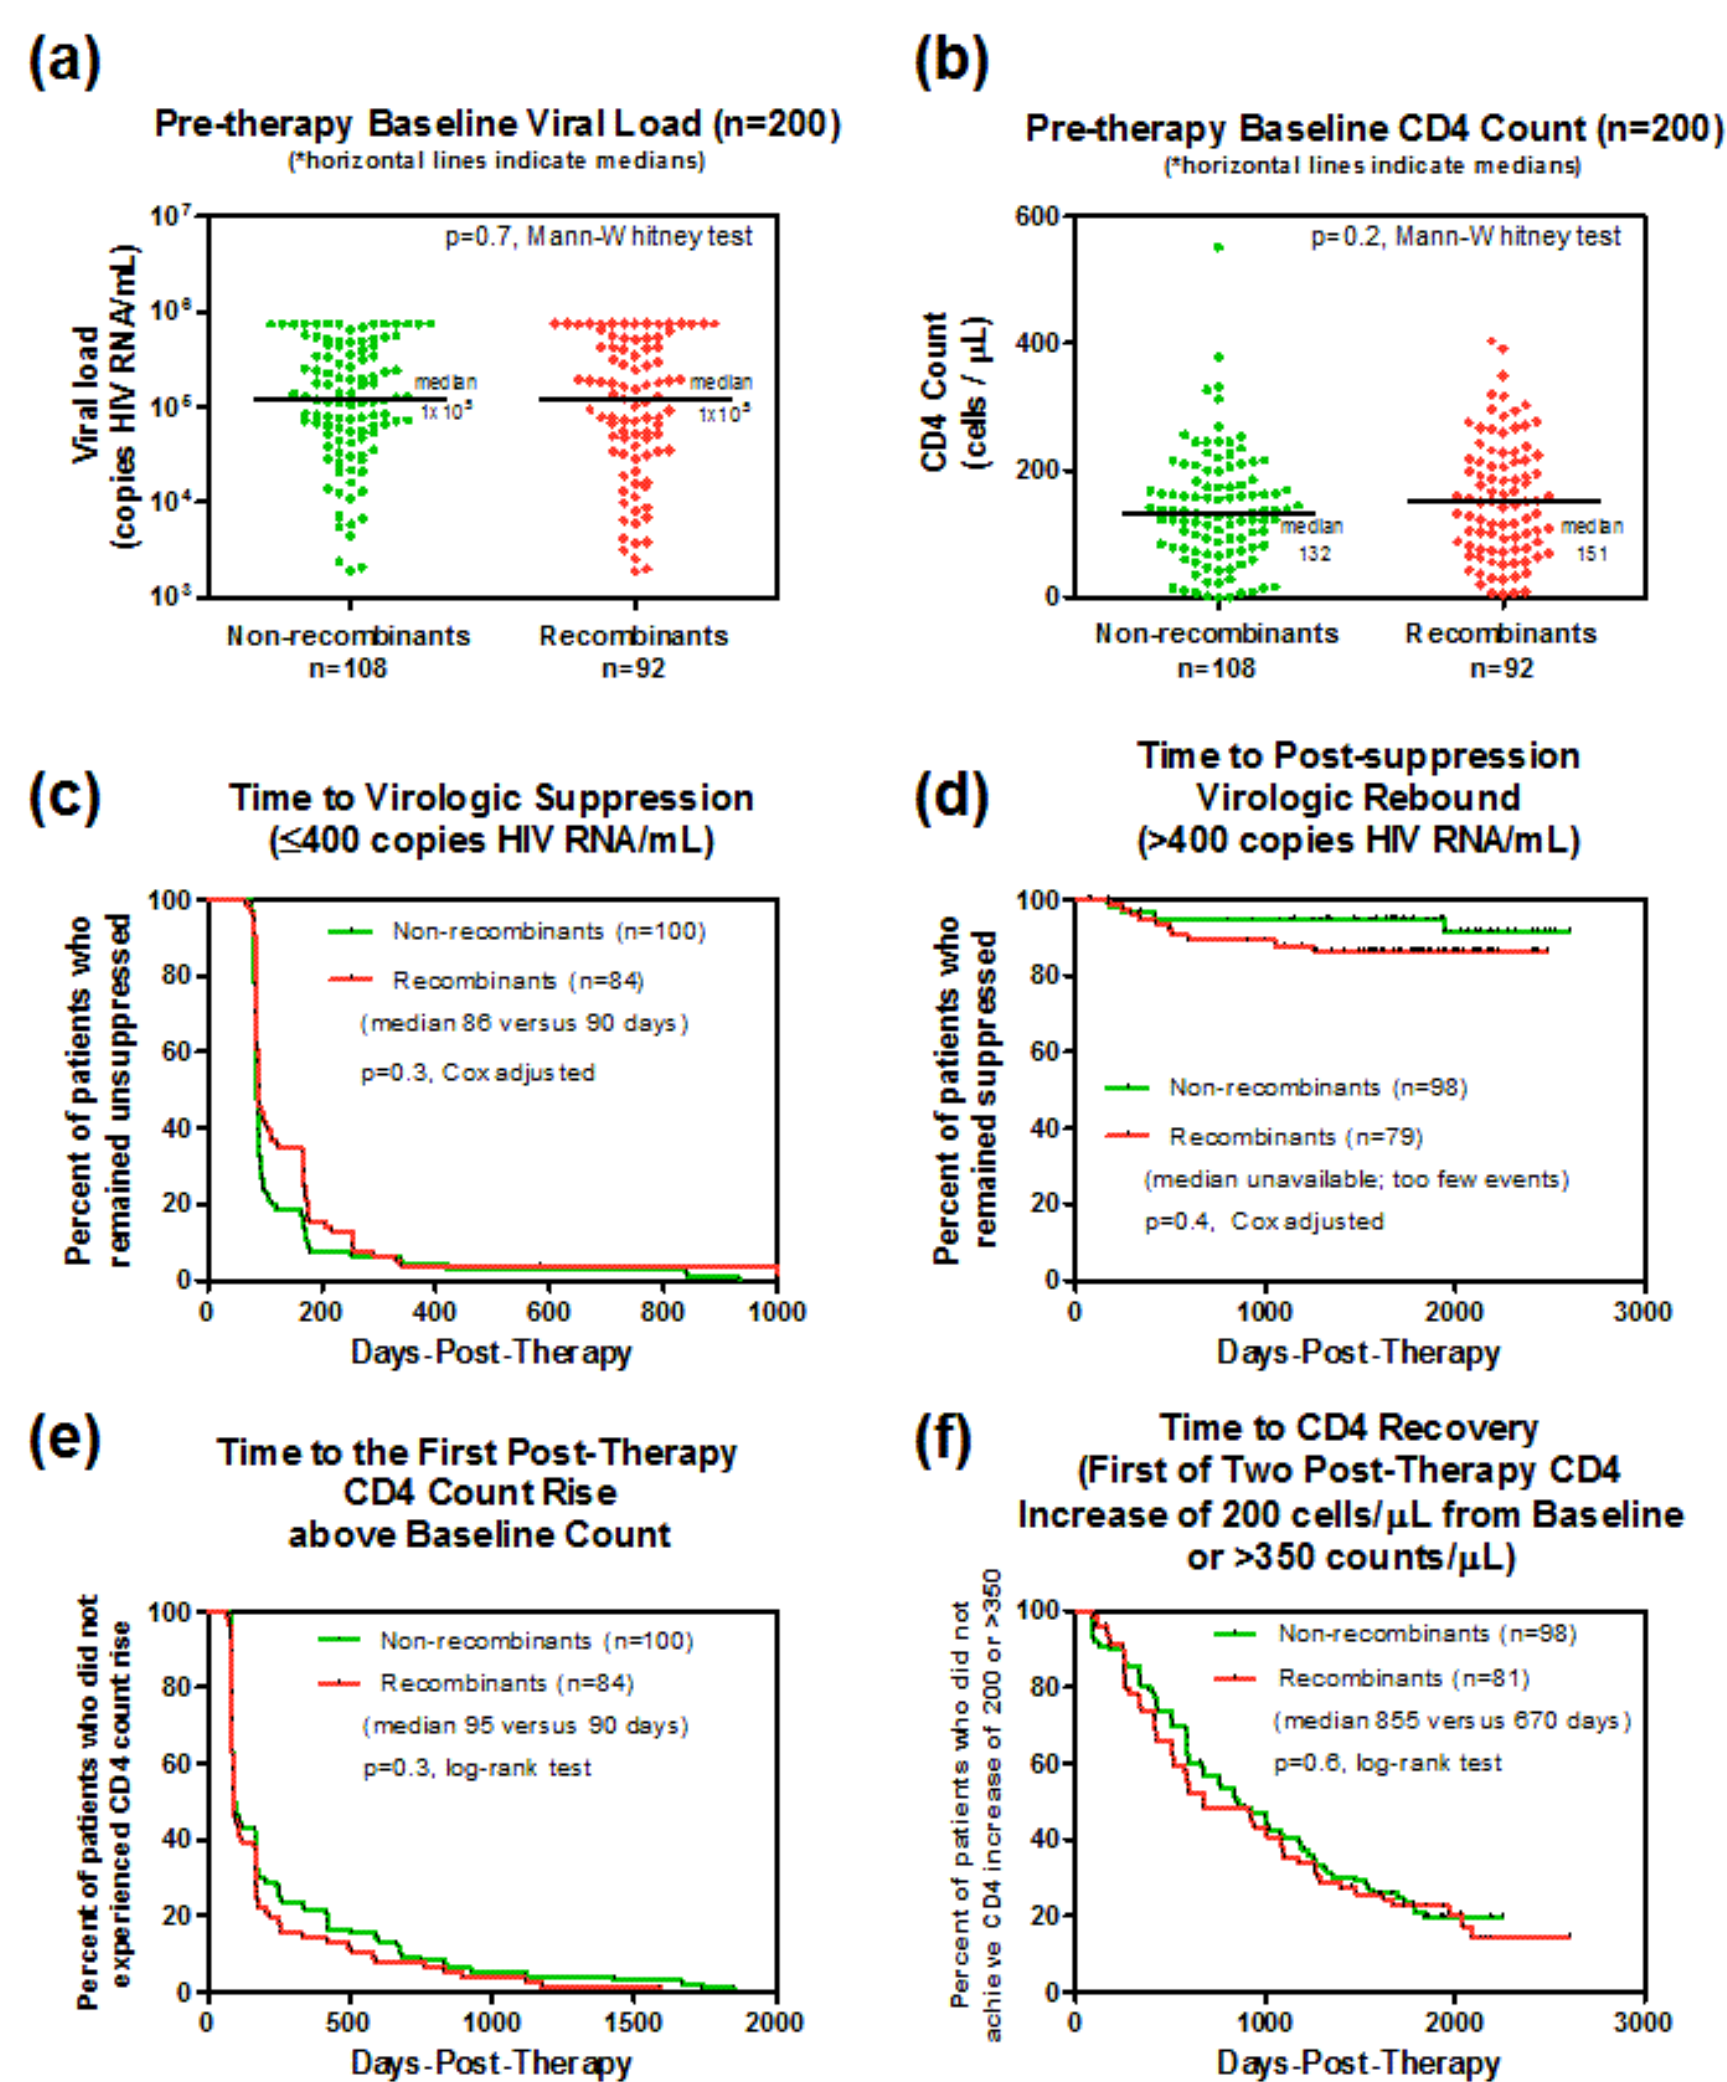 (a)
Pre-therapy Baseline Viral Load (n=200)
(*horizontal lines indicate medians)
p=0.7, Mann-Whitney test
Viral load
(copies HIV RNA/mL)
10⁷
10⁶
10⁵
10⁴
10³
median
1x10⁵
median
1x10⁵
Non-recombinants
n=108
Recombinants
n=92
(b)
Pre-therapy Baseline CD4 Count (n=200)
(*horizontal lines indicate medians)
p=0.2, Mann-Whitney test
CD4 Count
(cells / μL)
600
400
200
0
median
132
median
151
Non-recombinants
n=108
Recombinants
n=92
(c)
Time to Virologic Suppression
(≤400 copies HIV RNA/mL)
Percent of patients who
remained unsuppressed
100
80
60
40
20
0
Non-recombinants (n=100)
Recombinants (n=84)
(median 86 versus 90 days)
p=0.3, Cox adjusted
0 200 400 600 800 1000
Days-Post-Therapy
(d)
Time to Post-suppression
Virologic Rebound
(>400 copies HIV RNA/mL)
Percent of patients who
remained suppressed
100
80
60
40
20
0
Non-recombinants (n=98)
Recombinants (n=79)
(median unavailable; too few events)
p=0.4, Cox adjusted
0 1000 2000 3000
Days-Post-Therapy
(e)
Time to the First Post-Therapy
CD4 Count Rise
above Baseline Count
Percent of patients who did not
experienced CD4 count rise
100
80
60
40
20
0
Non-recombinants (n=100)
Recombinants (n=84)
(median 95 versus 90 days)
p=0.3, log-rank test
0 500 1000 1500 2000
Days-Post-Therapy
(f)
Time to CD4 Recovery
(First of Two Post-Therapy CD4
Increase of 200 cells/μL from Baseline
or >350 counts/μL)
Percent of patients who did not
achieve CD4 increase of 200 or >350
100
80
60
40
20
0
Non-recombinants (n=98)
Recombinants (n=81)
(median 855 versus 670 days)
p=0.6, log-rank test
0 1000 2000 3000
Days-Post-Therapy